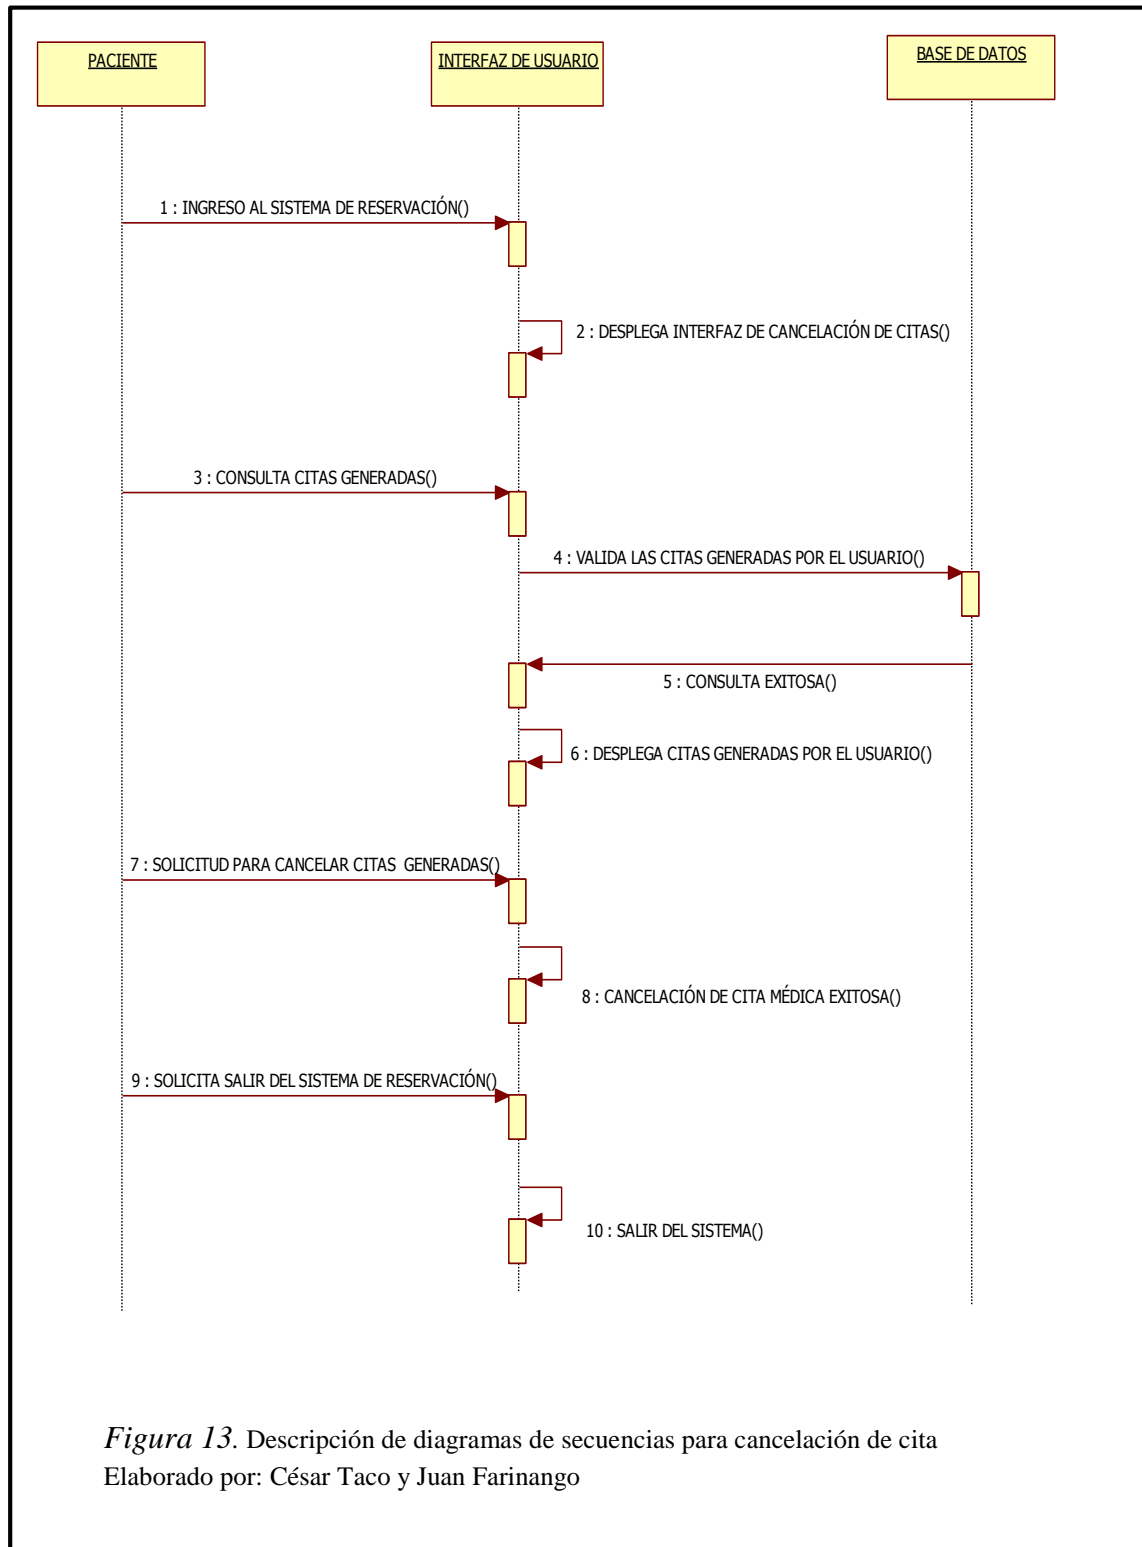 PACIENTE
INTERFAZ DE USUARIO
BASE DE DATOS
1 : INGRESO AL SISTEMA DE RESERVACIÓN()
2 : DESPLEGA INTERFAZ DE CANCELACIÓN DE CITAS()
3 : CONSULTA CITAS GENERADAS()
4 : VALIDA LAS CITAS GENERADAS POR EL USUARIO()
5 : CONSULTA EXITOSA()
6 : DESPLEGA CITAS GENERADAS POR EL USUARIO()
7 : SOLICITUD PARA CANCELAR CITAS  GENERADAS()
8 : CANCELACIÓN DE CITA MÉDICA EXITOSA()
9 : SOLICITA SALIR DEL SISTEMA DE RESERVACIÓN()
10 : SALIR DEL SISTEMA()
Figura 13. Descripción de diagramas de secuencias para cancelación de cita
Elaborado por: César Taco y Juan Farinango